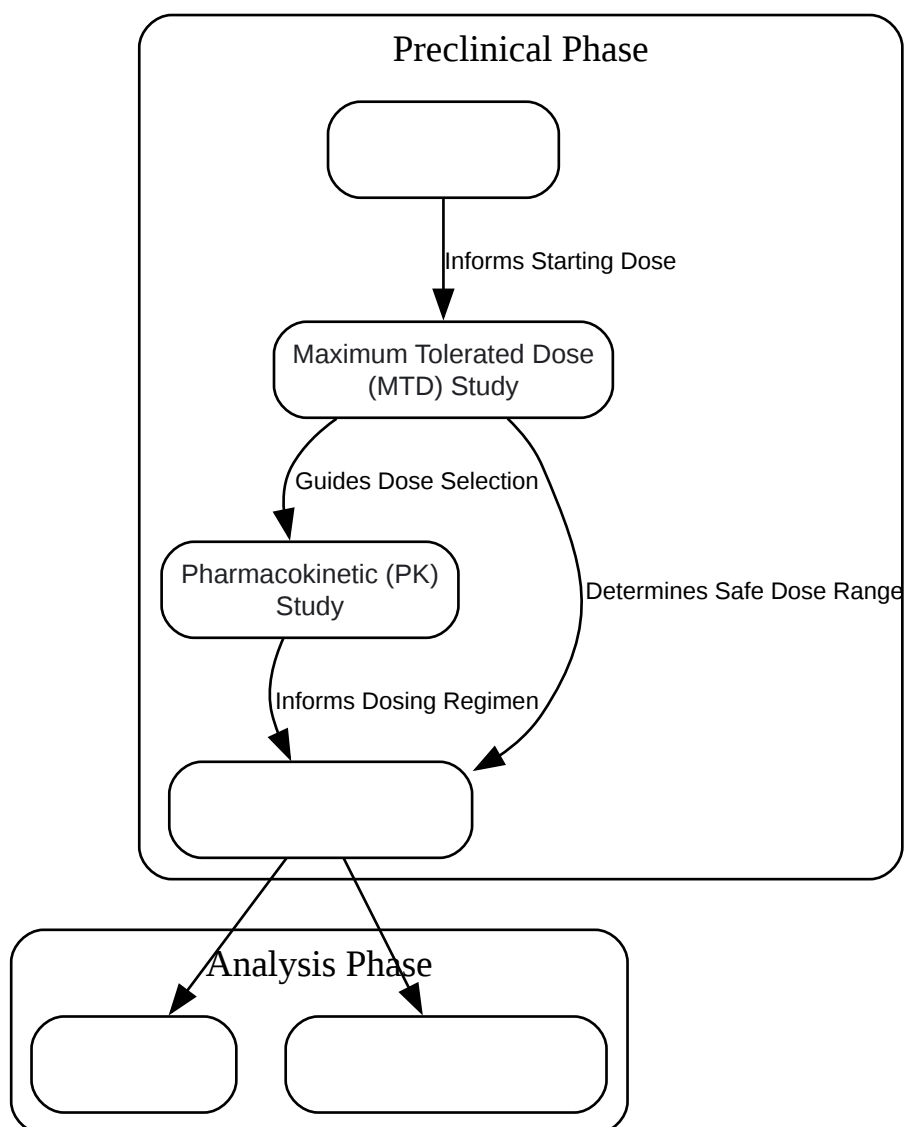 Preclinical Phase
Informs Starting Dose
Maximum Tolerated Dose
(MTD) Study
Guides Dose Selection
Pharmacokinetic (PK)
Study
Determines Safe Dose Range
Informs Dosing Regimen
Analysis Phase